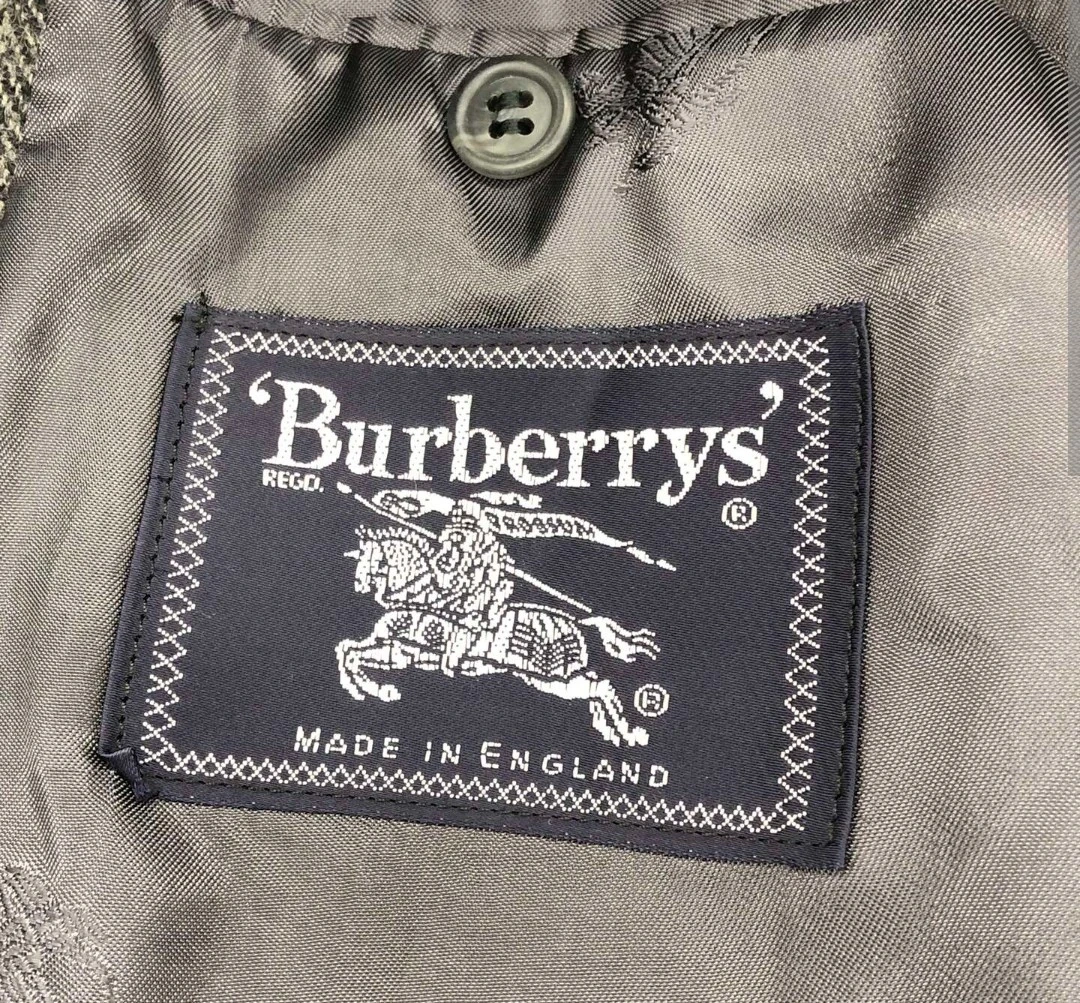 ‘Burberrys’
REGD.
®
®
MADE IN ENGLAND